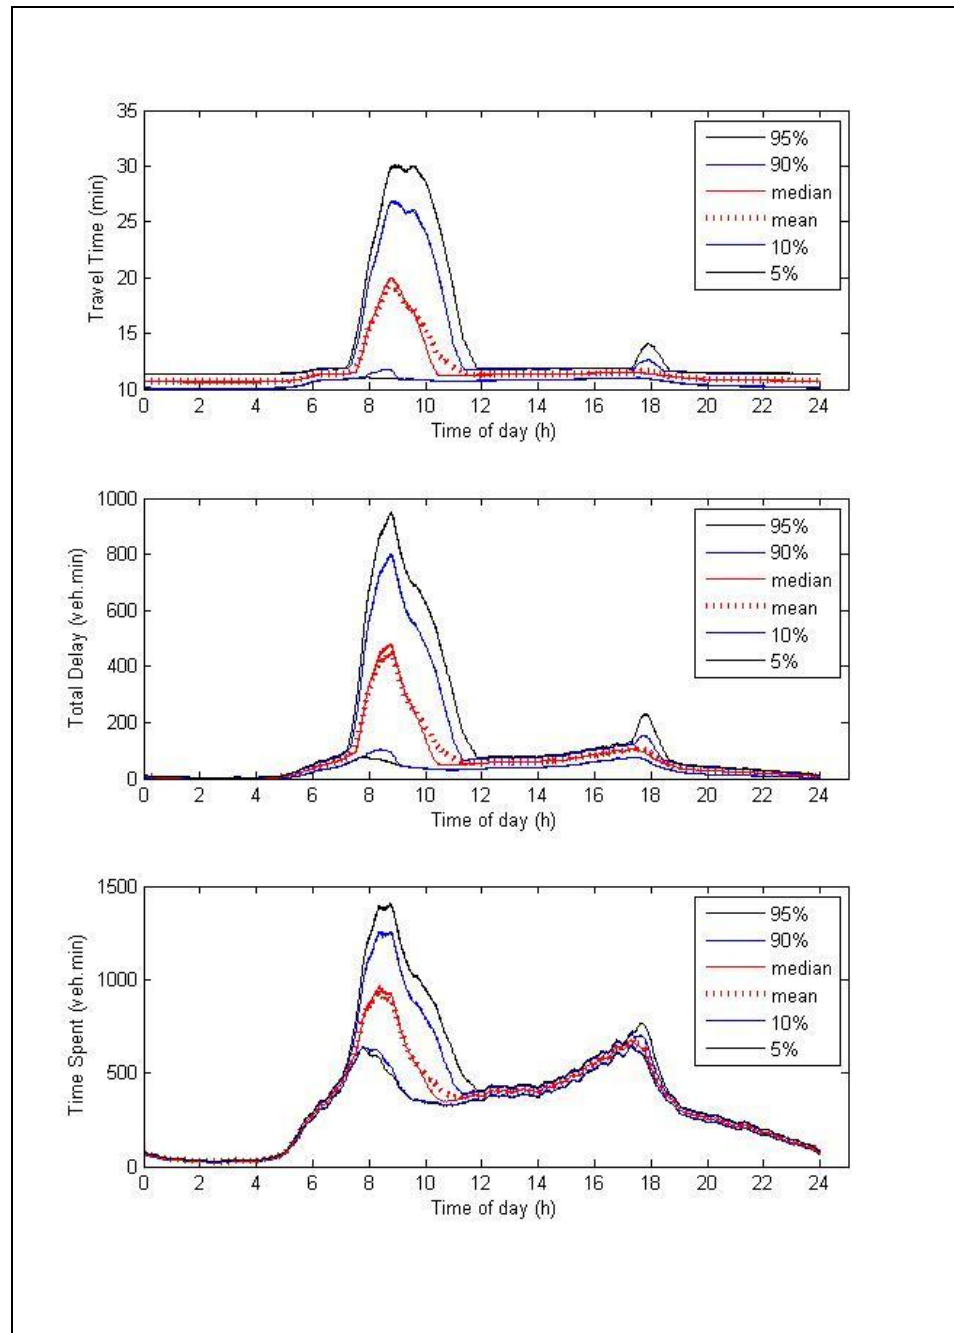 35
30
25
20
15
10
Travel Time (min)
95%
90%
median
mean
10%
5%
0 2 4 6 8 10 12 14 16 18 20 22 24
Time of day (h)
1000
800
600
400
200
0
Total Delay (veh.min)
95%
90%
median
mean
10%
5%
0 2 4 6 8 10 12 14 16 18 20 22 24
Time of day (h)
1500
1000
500
0
Time Spent (veh.min)
95%
90%
median
mean
10%
5%
0 2 4 6 8 10 12 14 16 18 20 22 24
Time of day (h)